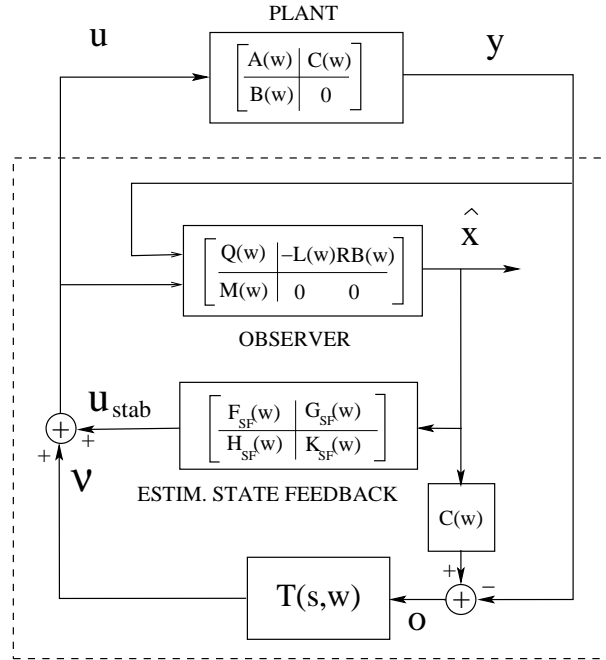 PLANT
u
y
A(w) C(w)
B(w) 0
Q(w) -L(w) RB(w)
M(w) 0 0
^
x
OBSERVER
u_stab
F_SF(w) G_SF(w)
H_SF(w) K_SF(w)
+ + +
ν
ESTIM. STATE FEEDBACK
C(w)
T(s,w)
+ + −
o